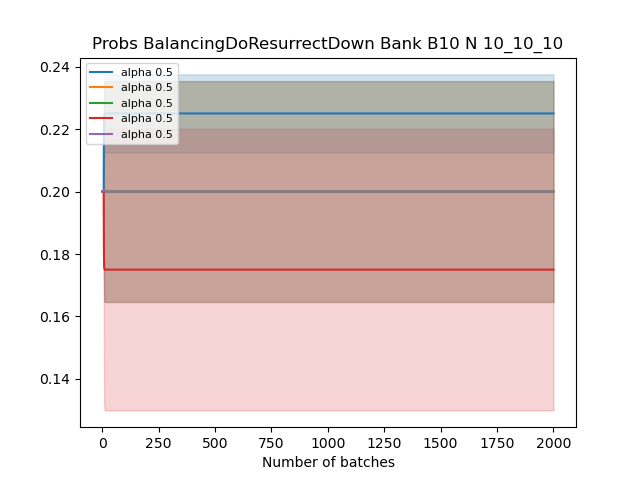 Probs BalancingDoResurrectDown Bank B10 N 10_10_10
0.24
0.22
0.20
0.18
0.16
0.14
alpha 0.5
alpha 0.5
alpha 0.5
alpha 0.5
alpha 0.5
0 250 500 750 1000 1250 1500 1750 2000
Number of batches